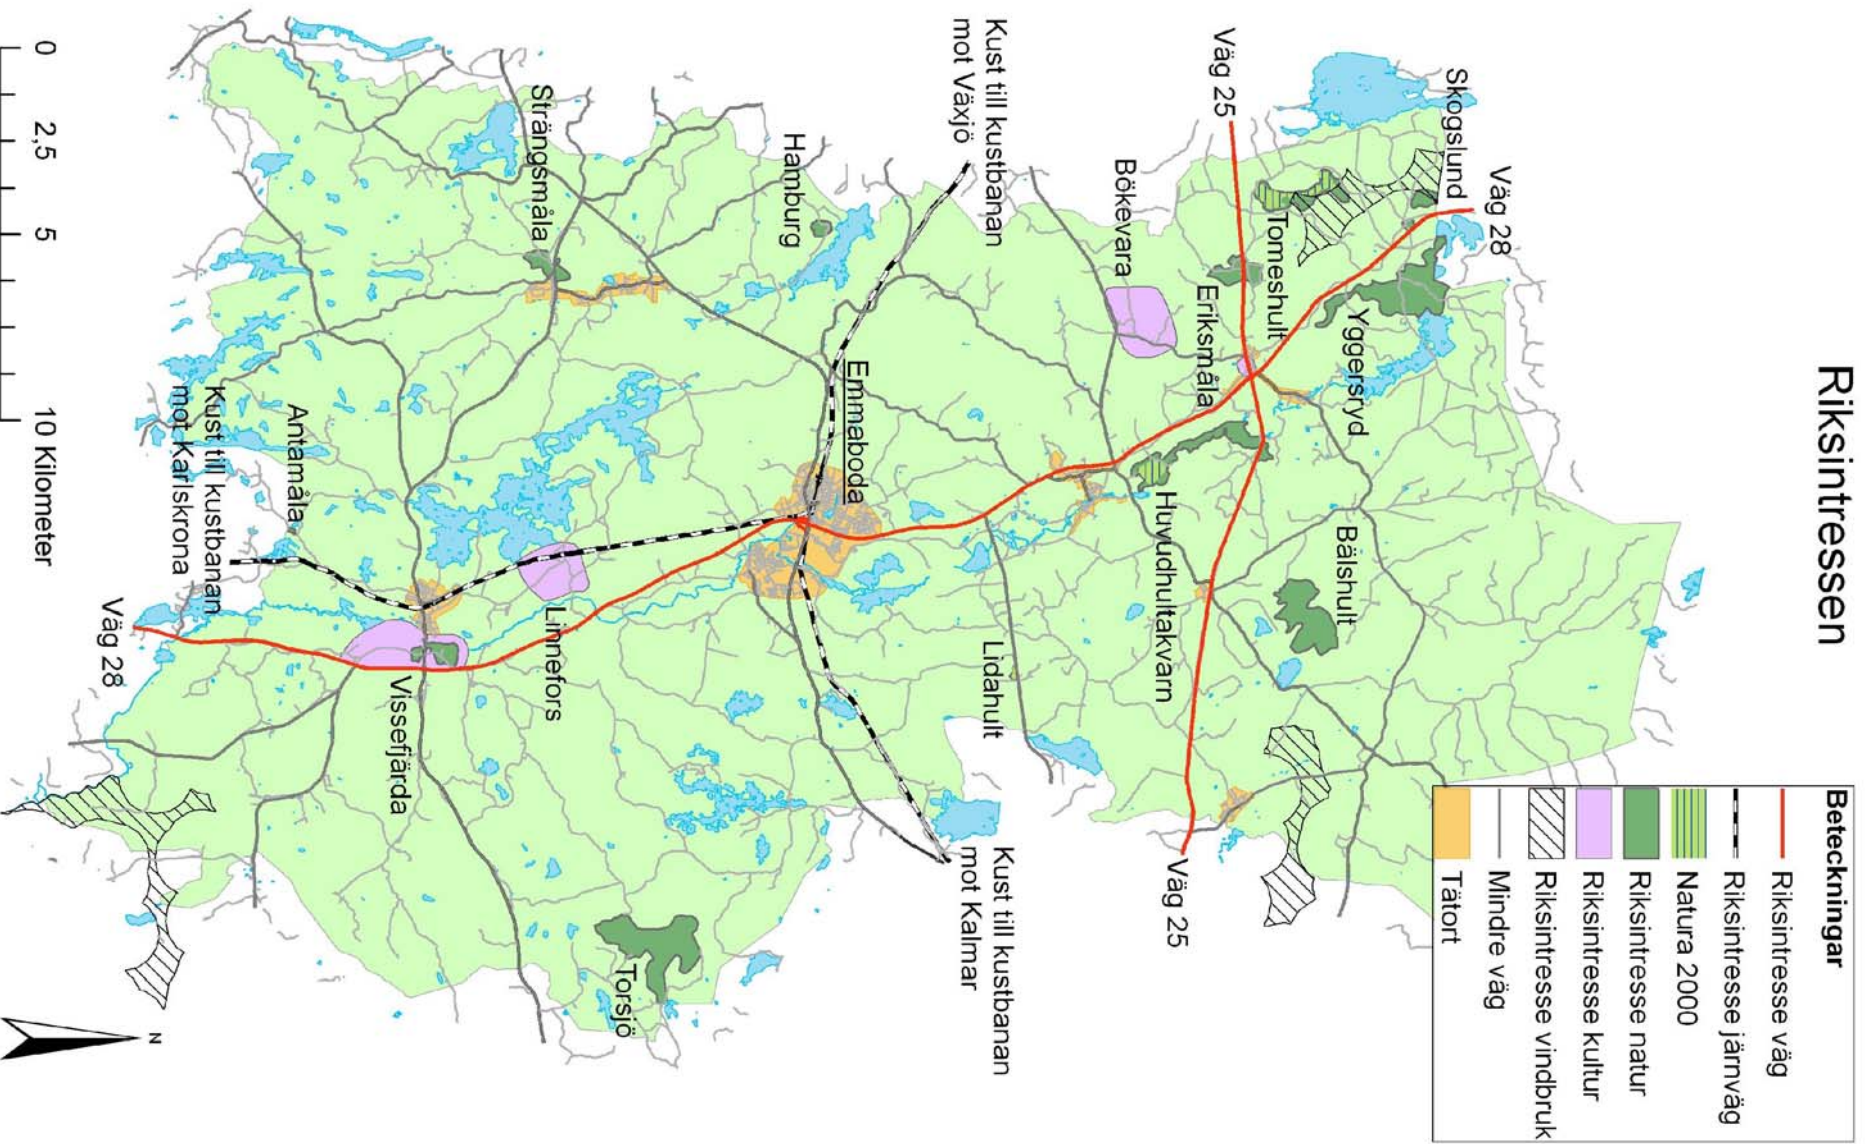 Riksintressen
Beteckningar
Riksintresse väg
Riksintresse järnväg
Natura 2000
Riksintresse natur
Riksintresse kultur
Riksintresse vindbruk
Mindre väg
Tätort
Väg 28
Skogslund
Yggersryd
Bälshult
Tomeshult
Väg 25
Eriksmåla
Huvudhultakvarn
Väg 25
Bökevara
Kust till kustbanan
mot Växjö
Lidahult
Kust till kustbanan
mot Kalmar
Emmaboda
Hamburg
Torsjö
Strängsmåla
Linnefors
Vissefjärda
Antamåla
Kust till kustbanan
mot Karlskrona
Väg 28
N
0 2,5 5 10 Kilometer